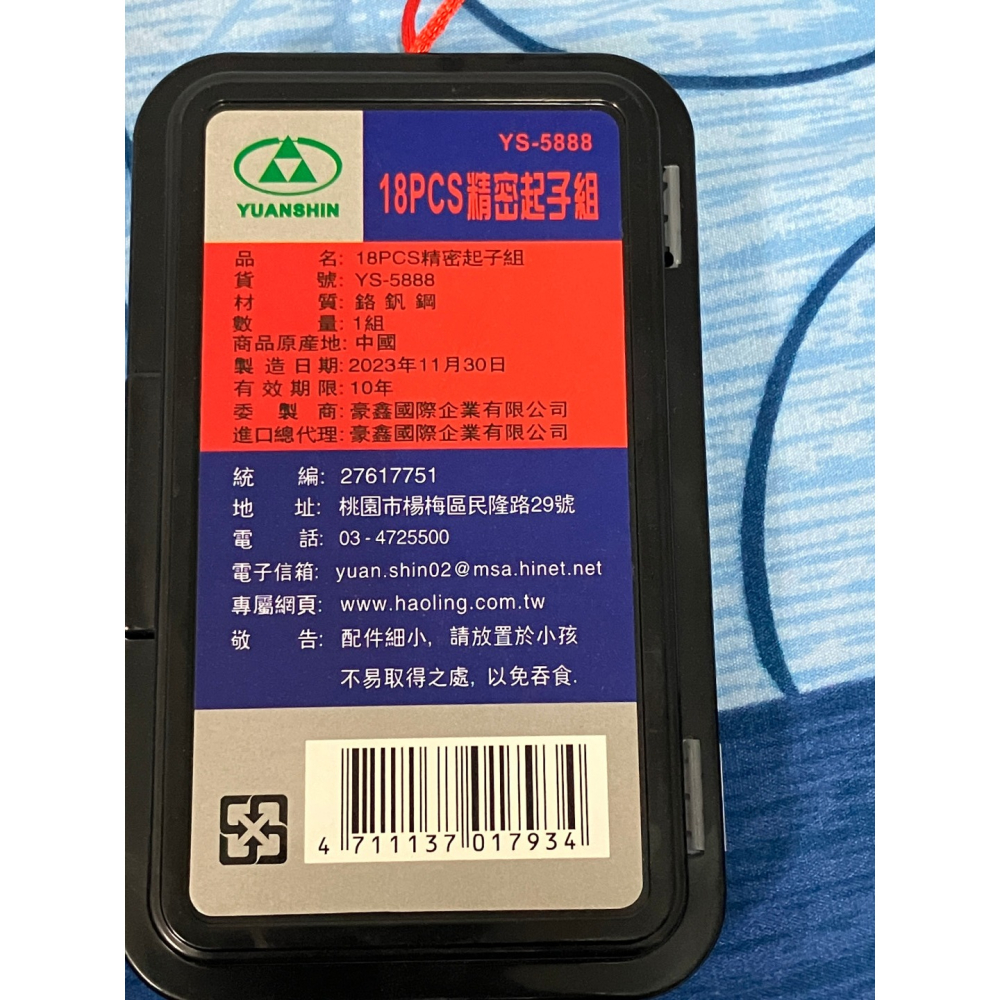 YUANSHIN
YS-5888
18PCS精密起子組
品 名: 18PCS精密起子組
貨 號: YS-5888
材 質: 鉻 釩 鋼
數 量: 1組
商品原產地: 中國
製 造 日 期: 2023年11月30日
有 效 期 限: 10年
委 製 商: 豪鑫國際企業有限公司
進口總代理: 豪鑫國際企業有限公司
統 編: 27617751
地 址: 桃園市楊梅區民隆路29號
電 話: 03 - 4725500
電子信箱: yuan.shin02@msa.hinet.net
專屬網頁: www.haoling.com.tw
敬 告: 配件細小, 請放置於小孩
不易取得之處, 以免吞食.
4 711137 017934